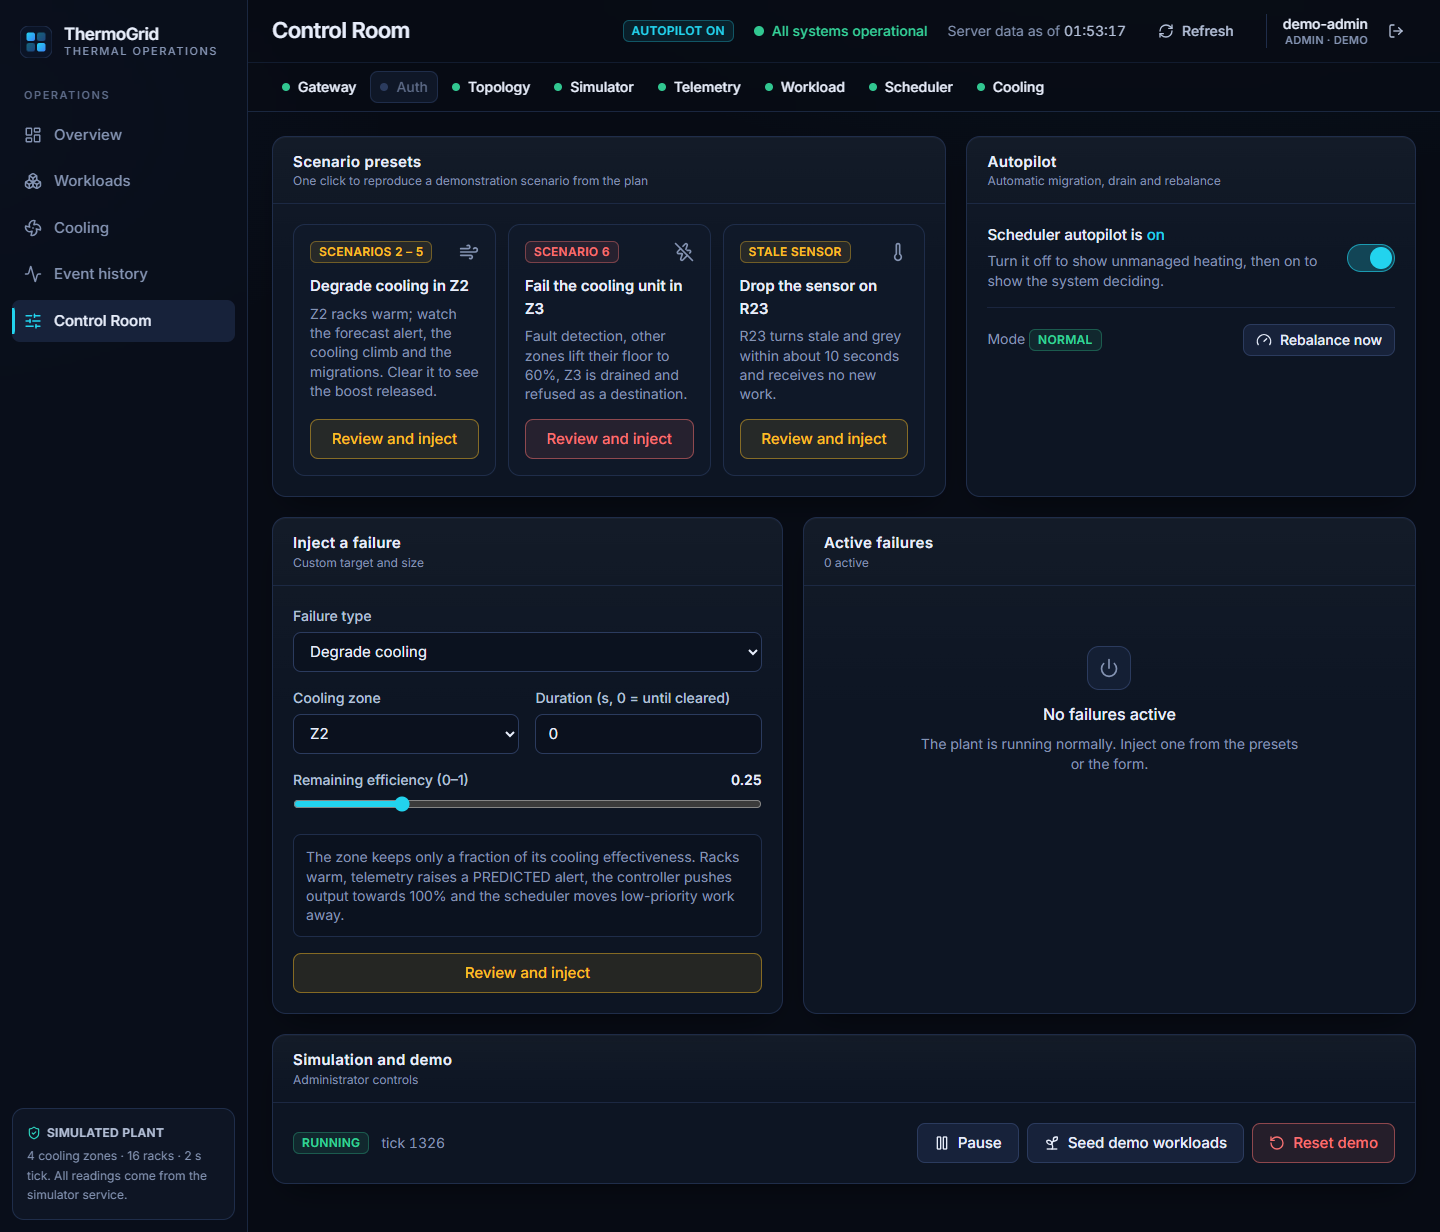 ThermoGrid
THERMAL OPERATIONS
OPERATIONS
Overview
Workloads
Cooling
Event history
Control Room
SIMULATED PLANT
4 cooling zones · 16 racks · 2 s
tick. All readings come from the
simulator service.
Control Room
AUTOPILOT ON
All systems operational
Server data as of 01:53:17
Refresh
demo-admin
ADMIN · DEMO
Gateway
Auth
Topology
Simulator
Telemetry
Workload
Scheduler
Cooling
Scenario presets
One click to reproduce a demonstration scenario from the plan
SCENARIOS 2 – 5
Degrade cooling in Z2
Z2 racks warm; watch
the forecast alert, the
cooling climb and the
migrations. Clear it to see
the boost released.
Review and inject
SCENARIO 6
Fail the cooling unit in
Z3
Fault detection, other
zones lift their floor to
60%, Z3 is drained and
refused as a destination.
Review and inject
STALE SENSOR
Drop the sensor on
R23
R23 turns stale and grey
within about 10 seconds
and receives no new
work.
Review and inject
Autopilot
Automatic migration, drain and rebalance
Scheduler autopilot is on
Turn it off to show unmanaged heating, then on to
show the system deciding.
Mode NORMAL
Rebalance now
Inject a failure
Custom target and size
Failure type
Degrade cooling
Cooling zone
Z2
Duration (s, 0 = until cleared)
0
Remaining efficiency (0–1)
0.25
The zone keeps only a fraction of its cooling effectiveness. Racks
warm, telemetry raises a PREDICTED alert, the controller pushes
output towards 100% and the scheduler moves low-priority work
away.
Review and inject
Active failures
0 active
No failures active
The plant is running normally. Inject one from the presets
or the form.
Simulation and demo
Administrator controls
RUNNING
tick 1326
Pause
Seed demo workloads
Reset demo